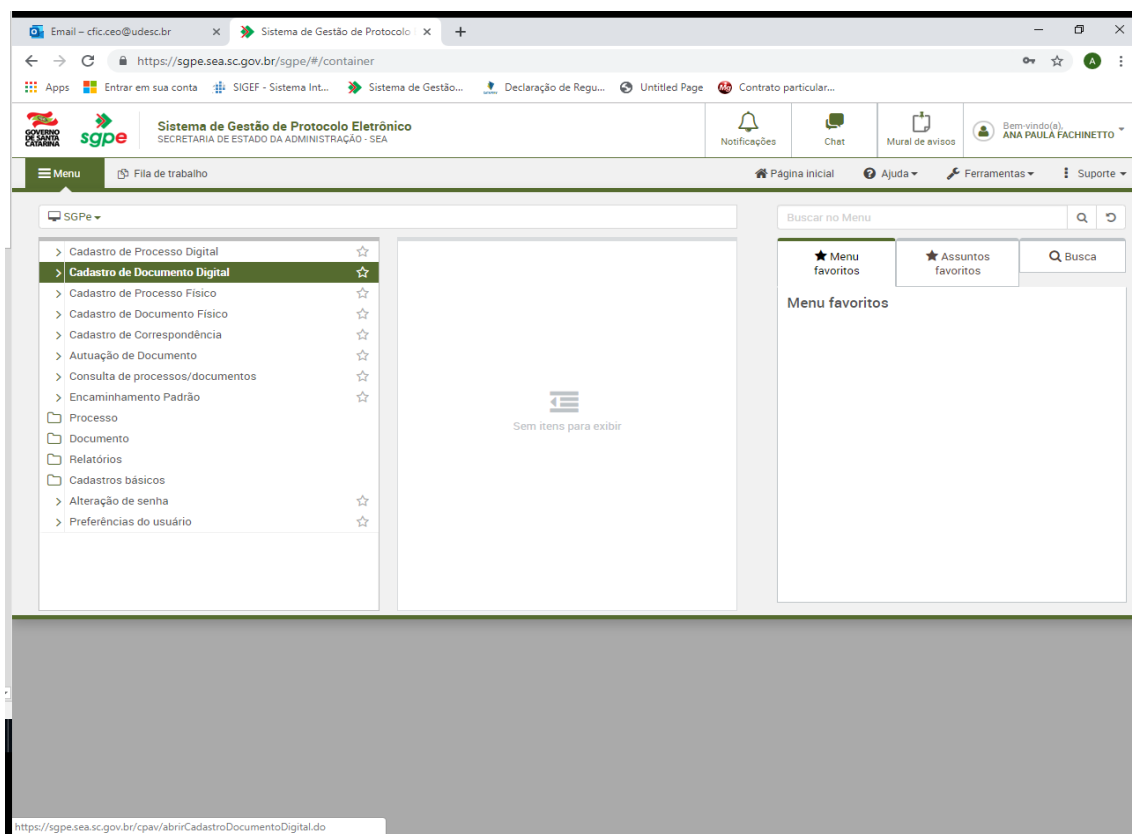 Email – cfic.ceo@udesc.br
Sistema de Gestão de Protocolo
https://sgpe.sea.sc.gov.br/sgpe/#/container
A
Apps
Entrar em sua conta
SIGEF - Sistema Int...
Sistema de Gestão...
Declaração de Regu...
Untitled Page
Contrato particular...
GOVERNO
DE SANTA
CATARINA
sgpe
Sistema de Gestão de Protocolo Eletrônico
SECRETARIA DE ESTADO DA ADMINISTRAÇÃO - SEA
Notificações
Chat
Mural de avisos
Bem-vindo(a),
ANA PAULA FACHINETTO
Menu
Fila de trabalho
Página inicial
Ajuda
Ferramentas
Suporte
SGPe
Buscar no Menu
Cadastro de Processo Digital
Cadastro de Documento Digital
Cadastro de Processo Físico
Cadastro de Documento Físico
Cadastro de Correspondência
Autuação de Documento
Consulta de processos/documentos
Encaminhamento Padrão
Processo
Documento
Relatórios
Cadastros básicos
Alteração de senha
Preferências do usuário
Sem itens para exibir
Menu
favoritos
Assuntos
favoritos
Busca
Menu favoritos
https://sgpe.sea.sc.gov.br/cpav/abrirCadastroDocumentoDigital.do